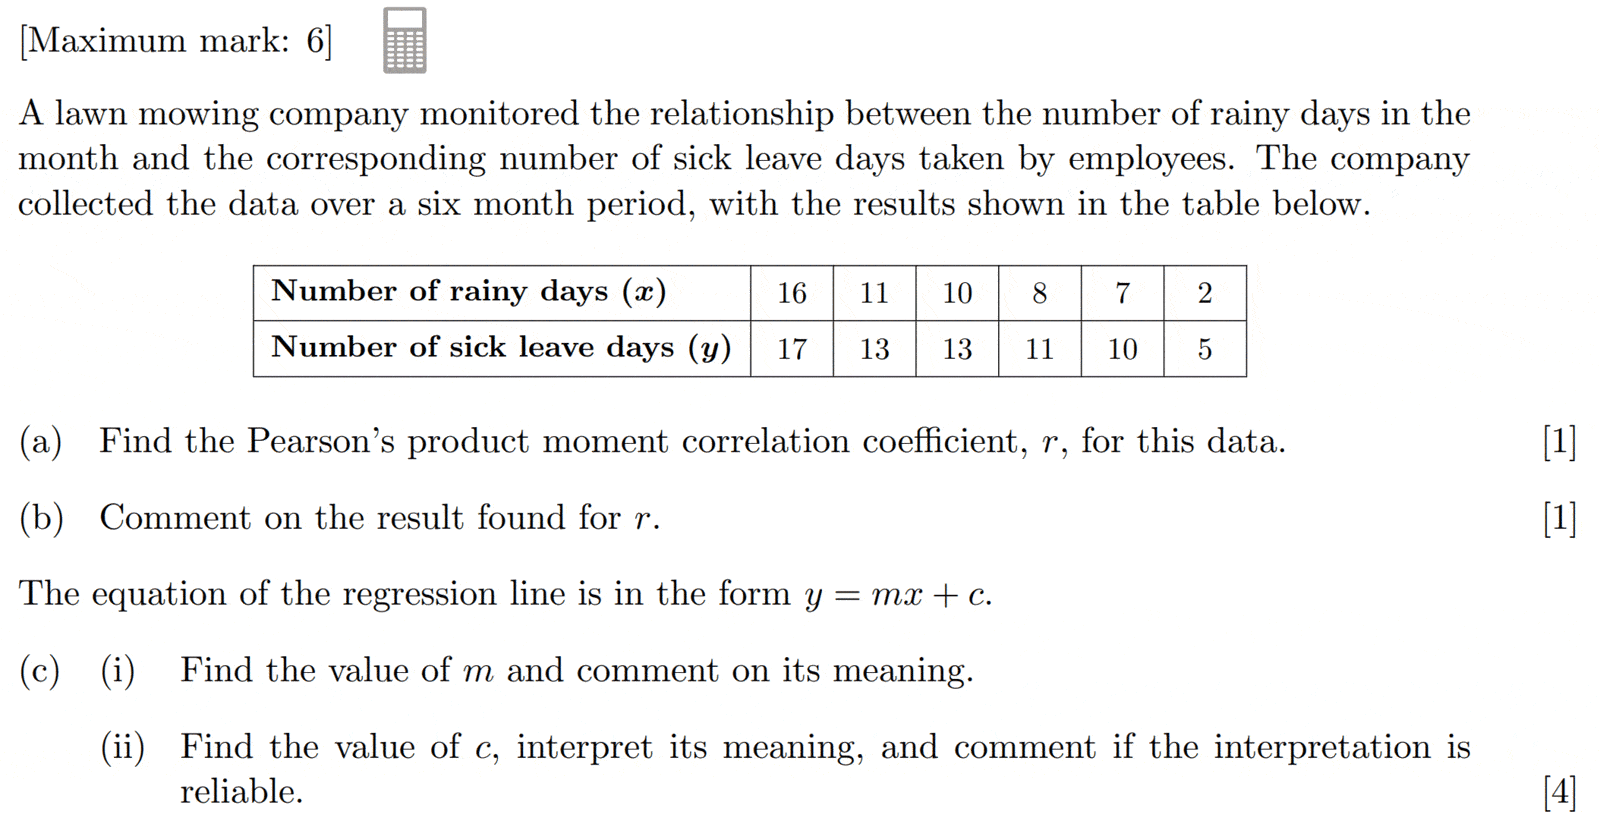 [Maximum mark: 6]
A lawn mowing company monitored the relationship between the number of rainy days in the
month and the corresponding number of sick leave days taken by employees. The company
collected the data over a six month period, with the results shown in the table below.
Number of rainy days (x) 16 11 10 8 7 2
Number of sick leave days (y) 17 13 13 11 10 5
(a) Find the Pearson's product moment correlation coefficient, r, for this data. [1]
(b) Comment on the result found for r. [1]
The equation of the regression line is in the form y = mx + c.
(c) (i) Find the value of m and comment on its meaning.
(ii) Find the value of c, interpret its meaning, and comment if the interpretation is
reliable. [4]